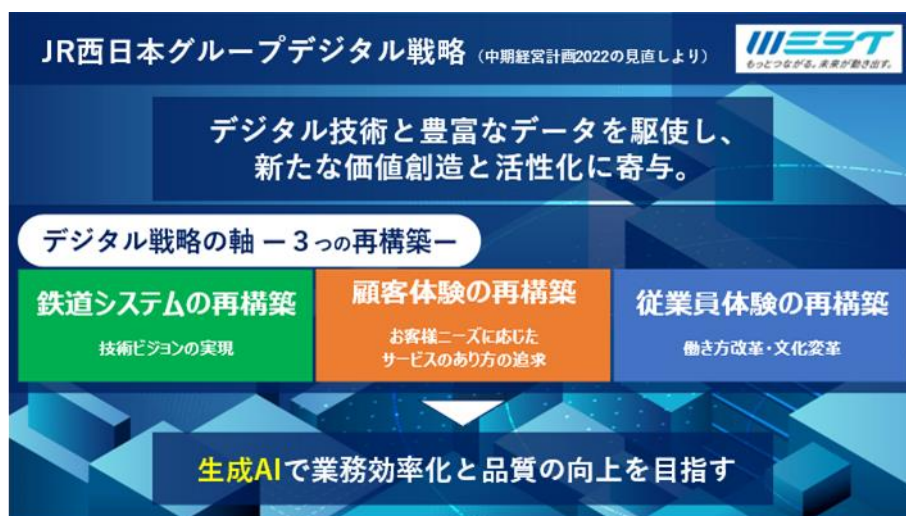 JR西日本グループデジタル戦略（中期経営計画2022の見直しより）
WEST
もっとつながる。未来が動き出す。
デジタル技術と豊富なデータを駆使し、
新たな価値創造と活性化に寄与。
デジタル戦略の軸 ー３つの再構築ー
鉄道システムの再構築
技術ビジョンの実現
顧客体験の再構築
お客様ニーズに応じた
サービスのあり方の追求
従業員体験の再構築
働き方改革・文化変革
生成AIで業務効率化と品質の向上を目指す